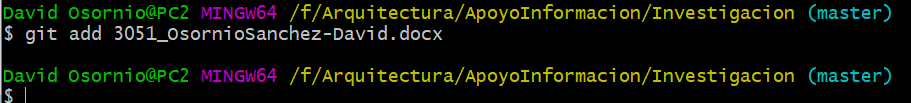 David Osornio@PC2 MINGW64 /f/Arquitectura/ApoyoInformacion/Investigacion (master)
$ git add 3051_OsornioSanchez-David.docx
David Osornio@PC2 MINGW64 /f/Arquitectura/ApoyoInformacion/Investigacion (master)
$